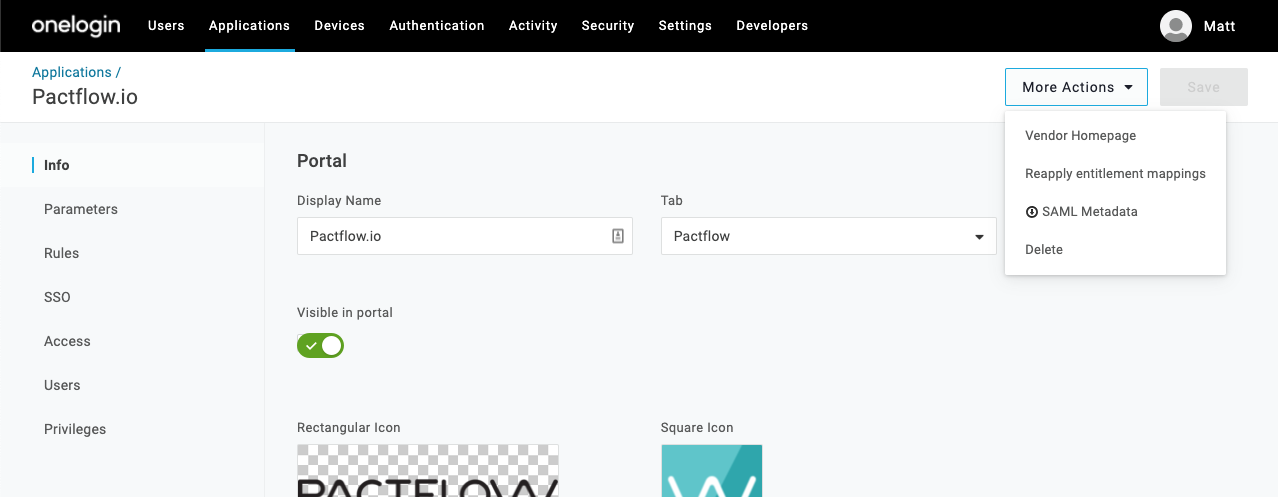 onelogin Users Applications Devices Authentication Activity Security Settings Developers Matt
Applications /
Pactflow.io
More Actions Save
Vendor Homepage
Reapply entitlement mappings
SAML Metadata
Delete
Info
Parameters
Rules
SSO
Access
Users
Privileges
Portal
Display Name Tab
Pactflow.io Pactflow
Visible in portal
Rectangular Icon Square Icon
PACTFLOW